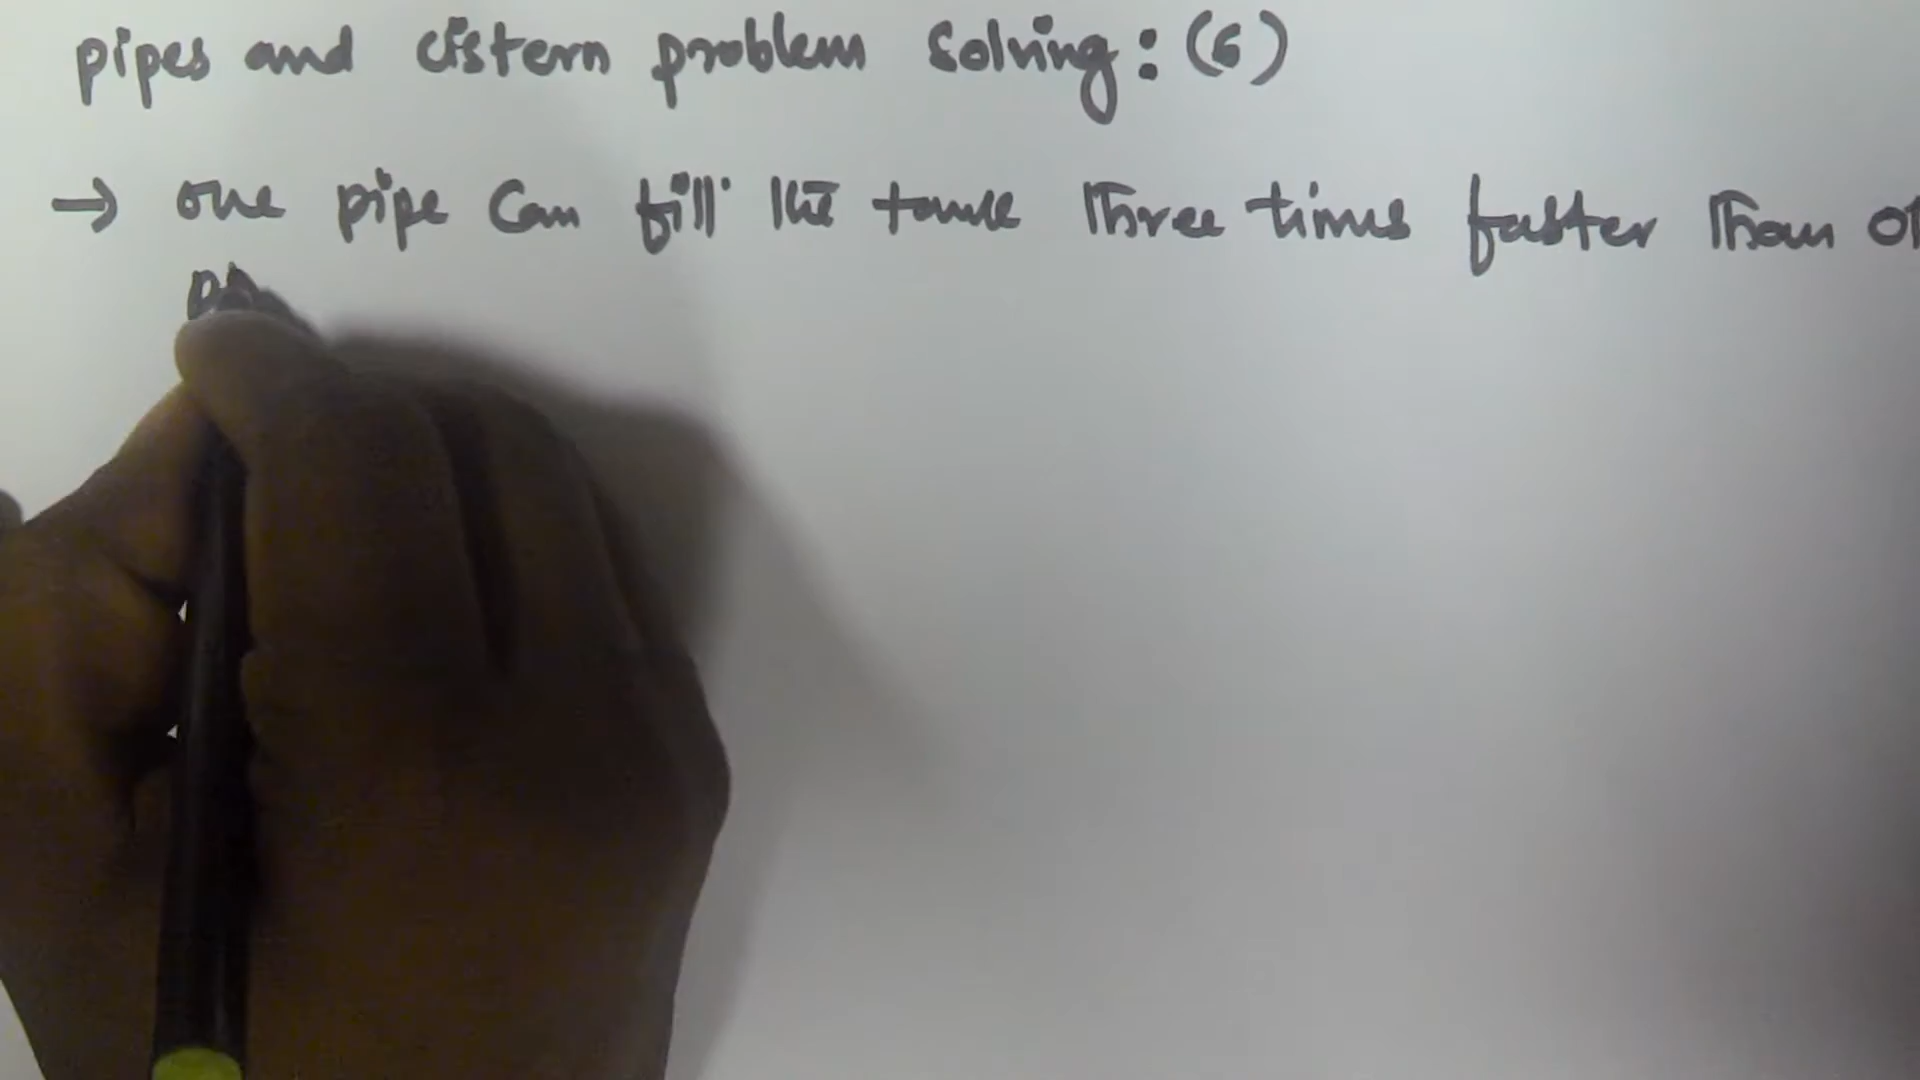 pipes and cistern problem solving: (6)
→ one pipe can fill the tank three times faster than